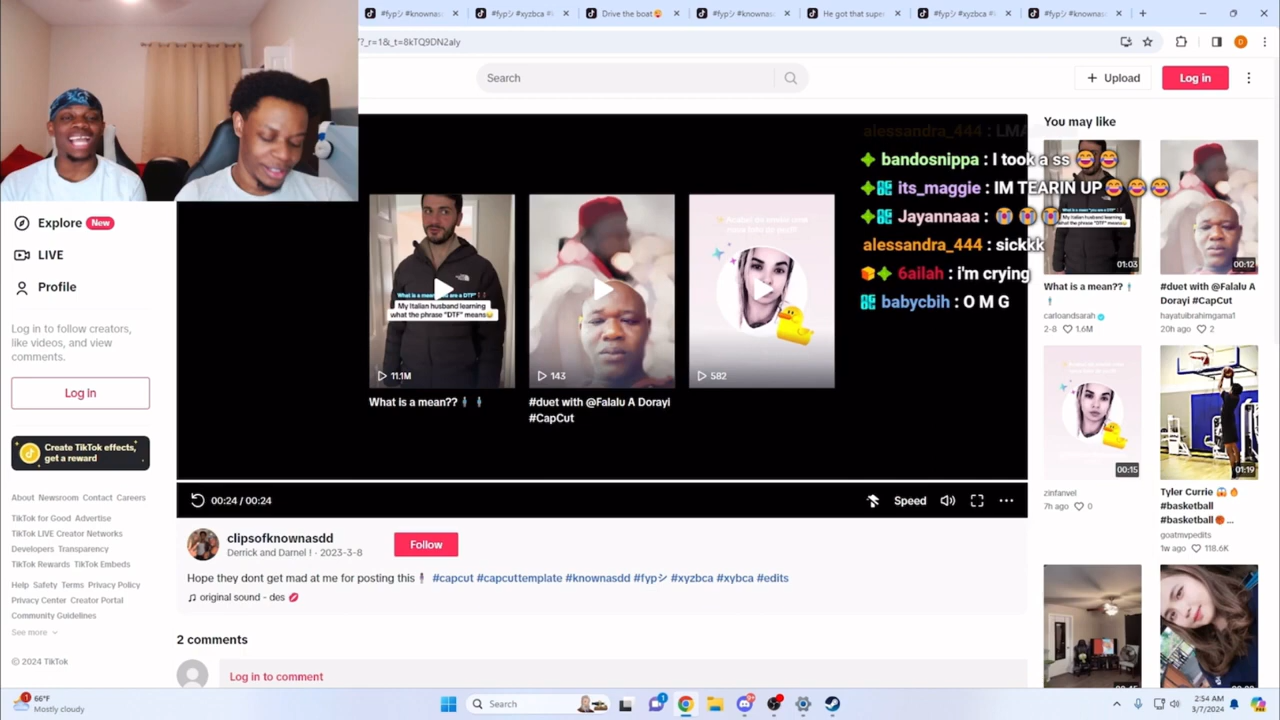 #fypシ #knownas
#fypシ #xyzbca #
Drive the boat
#fypシ #knownas
He got that supe
#fypシ #xyzbca #
#fypシ #knownas
?_r=1&_t=8kTQ9DN2aly
Search
Upload
Log in
Explore New
LIVE
Profile
Log in to follow creators,
like videos, and view
comments.
Log in
Create TikTok effects,
get a reward
About Newsroom Contact Careers
TikTok for Good Advertise
TikTok LIVE Creator Networks
Developers Transparency
TikTok Rewards TikTok Embeds
Help Safety Terms Privacy Policy
Privacy Center Creator Portal
Community Guidelines
See more
© 2024 TikTok
alessandra_444 : LMA
bandosnippa : I took a ss 😂😂
its_maggie : IM TEARIN UP 😂😂😂
Jayannaaa : 😭😭😭
alessandra_444 : sickkk
6ailah : i'm crying
babycbih : O M G
My Italian husband learning
what the phrase "DTF" means
11.1M
143
582
What is a mean??
#duet with @Falalu A Dorayi
#CapCut
00:24 / 00:24
Speed
clipsofknownasdd
Derrick and Darnel ! · 2023-3-8
Follow
Hope they dont get mad at me for posting this #capcut #capcuttemplate #knownasdd #fypシ #xyzbca #xybca #edits
original sound - des 💋
2 comments
Log in to comment
You may like
01:03
What is a mean??
carloandsarah
2-8 1.6M
00:12
#duet with @Falalu A
Dorayi #CapCut
hayatuibrahimgama1
20h ago 2
00:15
zinfanvel
7h ago 0
01:19
Tyler Currie 😱🔥
#basketball
#basketball🏀 ...
goatmvpedits
1w ago 118.6K
66°F
Mostly cloudy
Search
2:54 AM
3/7/2024